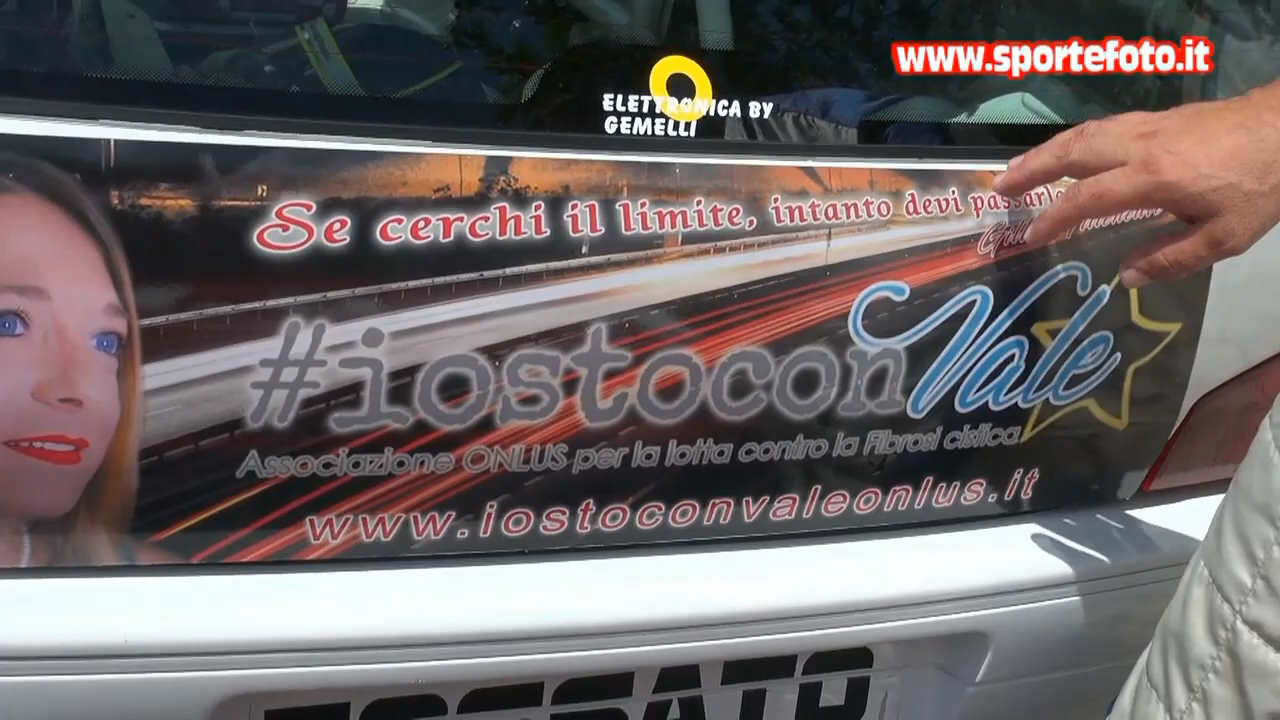 www.sportefoto.it
ELETTRONICA BY
GEMELLI
Se cerchi il limite, intanto devi passarlo
#iostoconVale
Associazione ONLUS per la lotta contro la Fibrosi cistica
www.iostoconvaleonlus.it